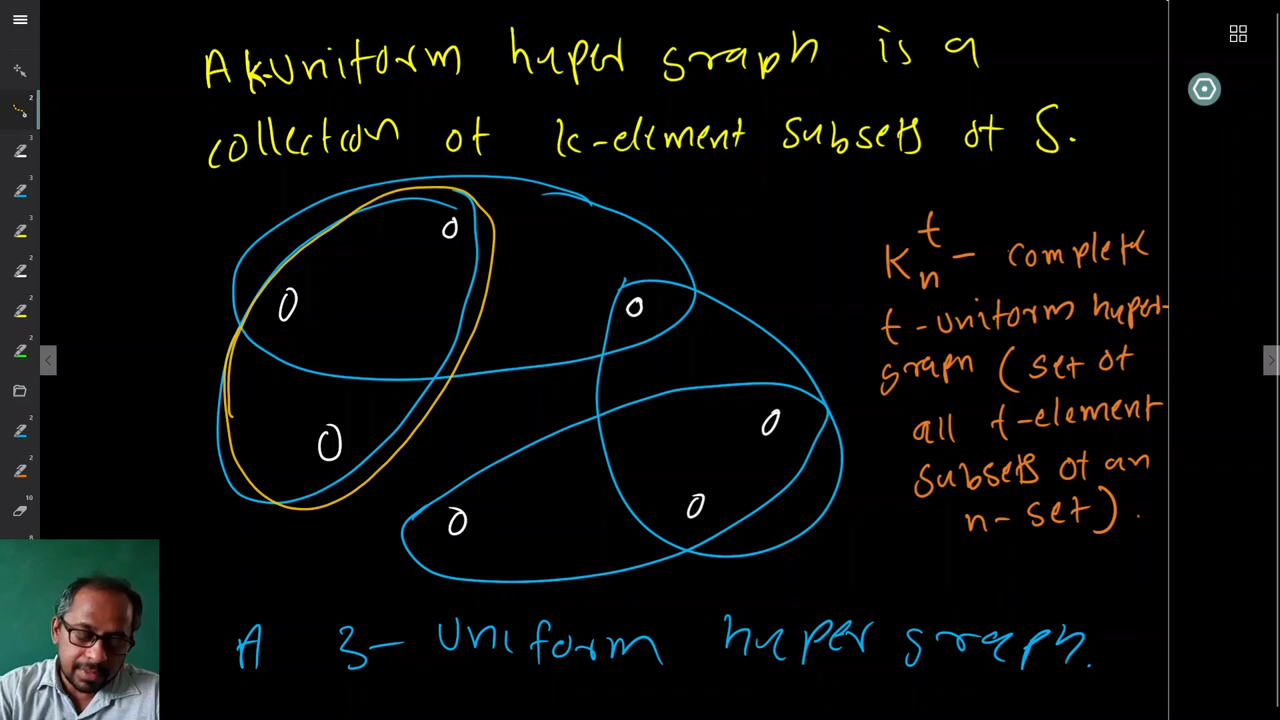 A k-uniform hyper graph is a
collection of k-element subsets of S.
K_n^t - complete
t-uniform hyper-
graph (set of
all t-element
subsets of an
n-set).
A 3-uniform hyper graph.